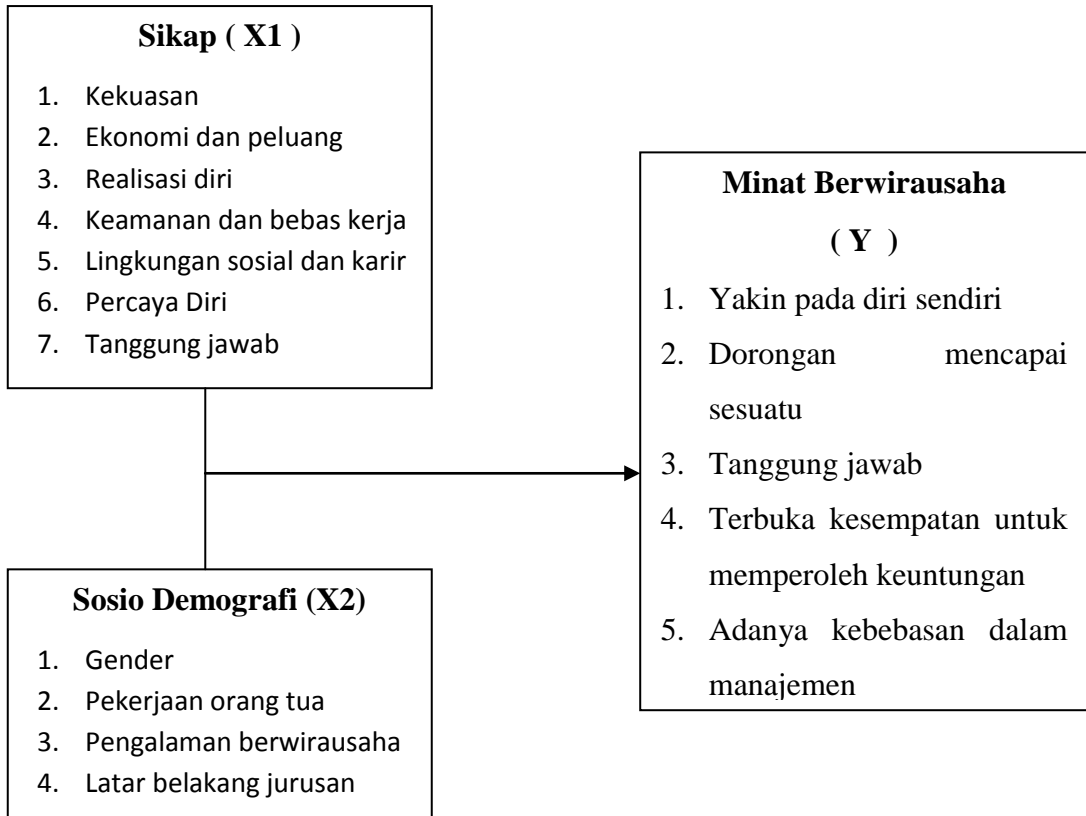 Sikap ( X1 )
1. Kekuasan
2. Ekonomi dan peluang
3. Realisasi diri
4. Keamanan dan bebas kerja
5. Lingkungan sosial dan karir
6. Percaya Diri
7. Tanggung jawab
Sosio Demografi (X2)
1. Gender
2. Pekerjaan orang tua
3. Pengalaman berwirausaha
4. Latar belakang jurusan
Minat Berwirausaha
( Y )
1. Yakin pada diri sendiri
2. Dorongan mencapai
sesuatu
3. Tanggung jawab
4. Terbuka kesempatan untuk
memperoleh keuntungan
5. Adanya kebebasan dalam
manajemen